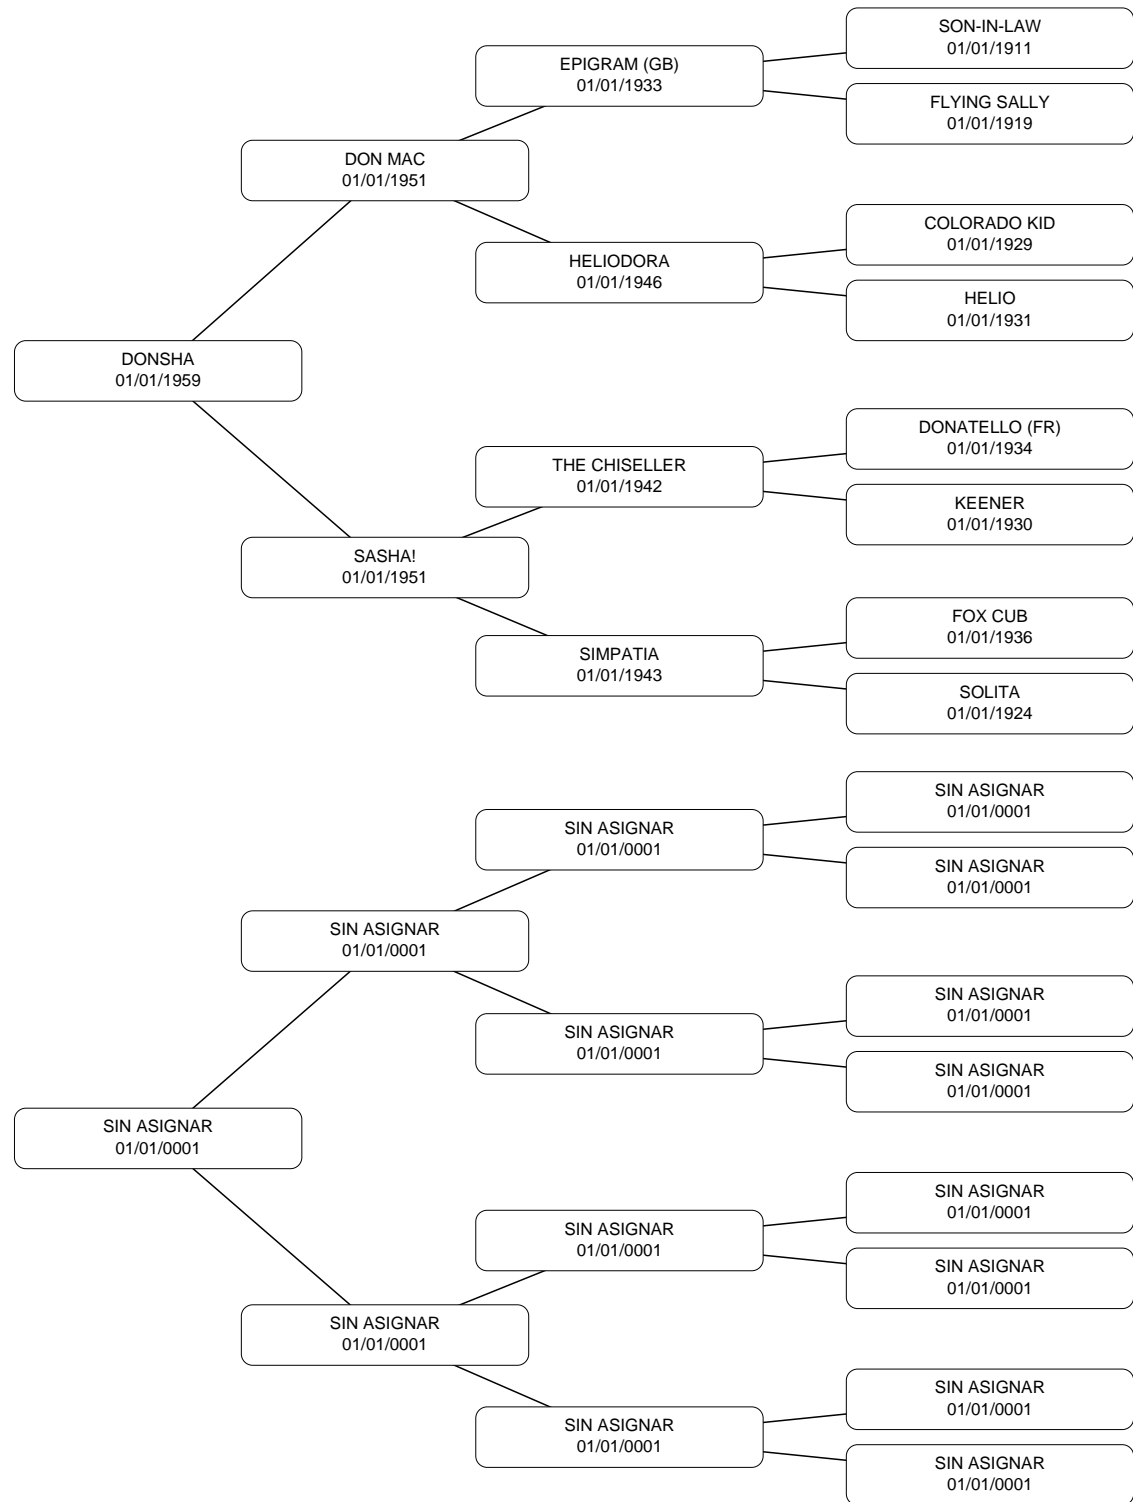 SON-IN-LAW
01/01/1911
EPIGRAM (GB)
01/01/1933
FLYING SALLY
01/01/1919
DON MAC
01/01/1951
COLORADO KID
01/01/1929
HELIODORA
01/01/1946
HELIO
01/01/1931
DONSHA
01/01/1959
DONATELLO (FR)
01/01/1934
THE CHISELLER
01/01/1942
KEENER
01/01/1930
SASHA!
01/01/1951
FOX CUB
01/01/1936
SIMPATIA
01/01/1943
SOLITA
01/01/1924
SIN ASIGNAR
01/01/0001
SIN ASIGNAR
01/01/0001
SIN ASIGNAR
01/01/0001
SIN ASIGNAR
01/01/0001
SIN ASIGNAR
01/01/0001
SIN ASIGNAR
01/01/0001
SIN ASIGNAR
01/01/0001
SIN ASIGNAR
01/01/0001
SIN ASIGNAR
01/01/0001
SIN ASIGNAR
01/01/0001
SIN ASIGNAR
01/01/0001
SIN ASIGNAR
01/01/0001
SIN ASIGNAR
01/01/0001
SIN ASIGNAR
01/01/0001
SIN ASIGNAR
01/01/0001